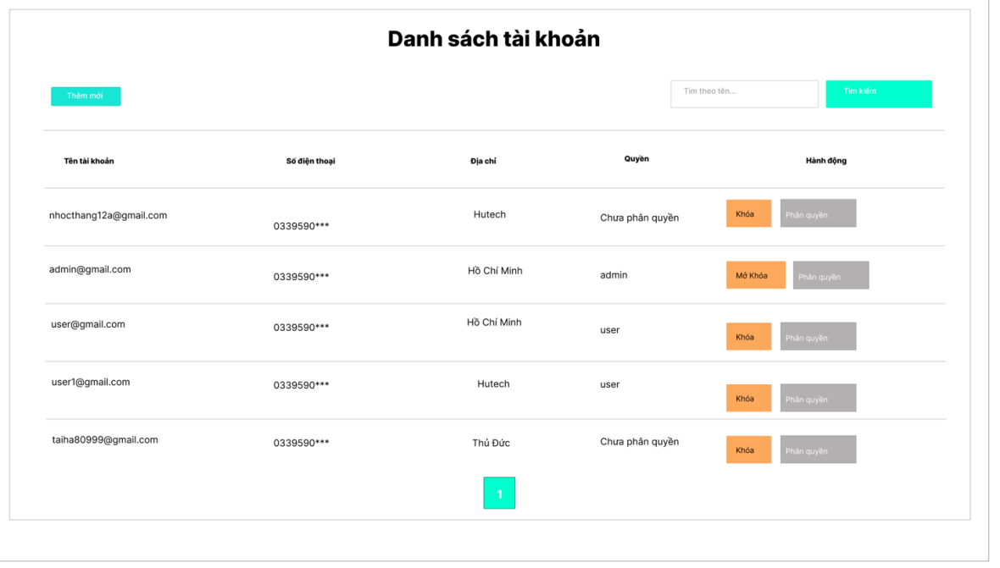 Danh sách tài khoản
Thêm mới
Tìm theo tên...
Tìm kiếm
Tên tài khoản
Số điện thoại
Địa chỉ
Quyền
Hành động
nhocthang12a@gmail.com
0339590***
Hutech
Chưa phân quyền
Khóa
Phân quyền
admin@gmail.com
0339590***
Hồ Chí Minh
admin
Mở Khóa
Phân quyền
user@gmail.com
0339590***
Hồ Chí Minh
user
Khóa
Phân quyền
user1@gmail.com
0339590***
Hutech
user
Khóa
Phân quyền
taiha80999@gmail.com
0339590***
Thủ Đức
Chưa phân quyền
Khóa
Phân quyền
1